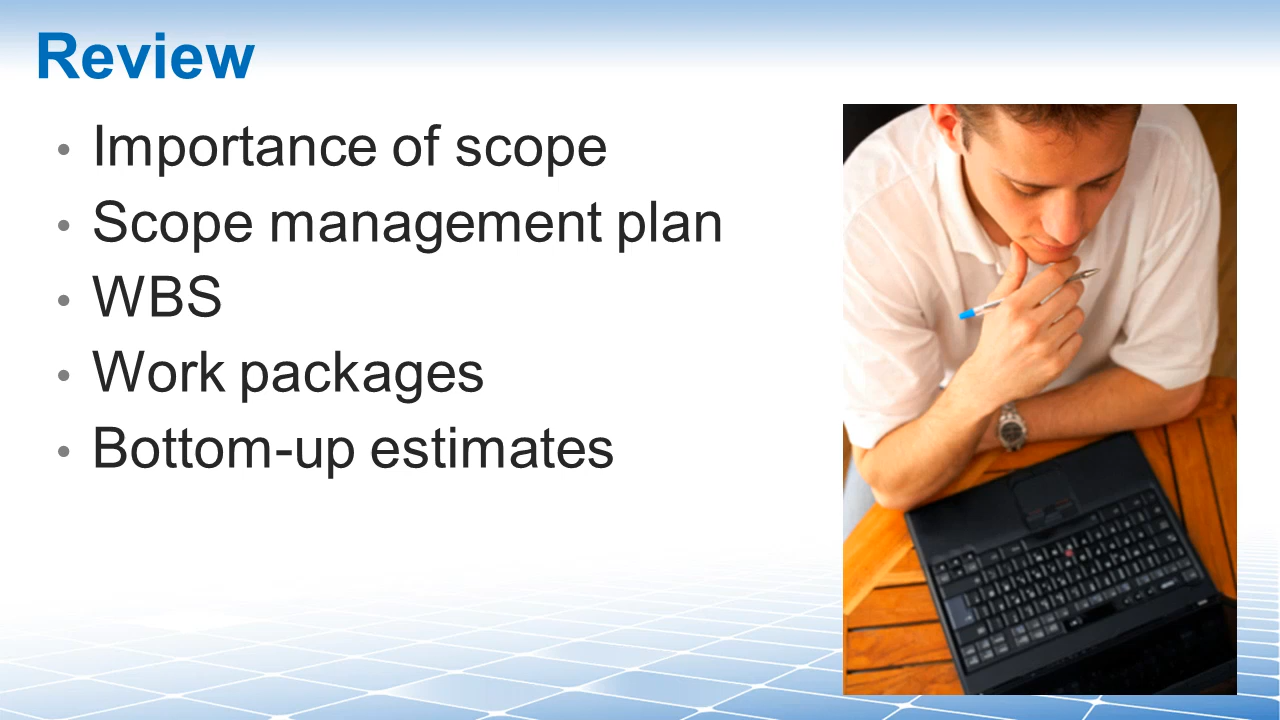 Review
• Importance of scope
• Scope management plan
• WBS
• Work packages
• Bottom-up estimates